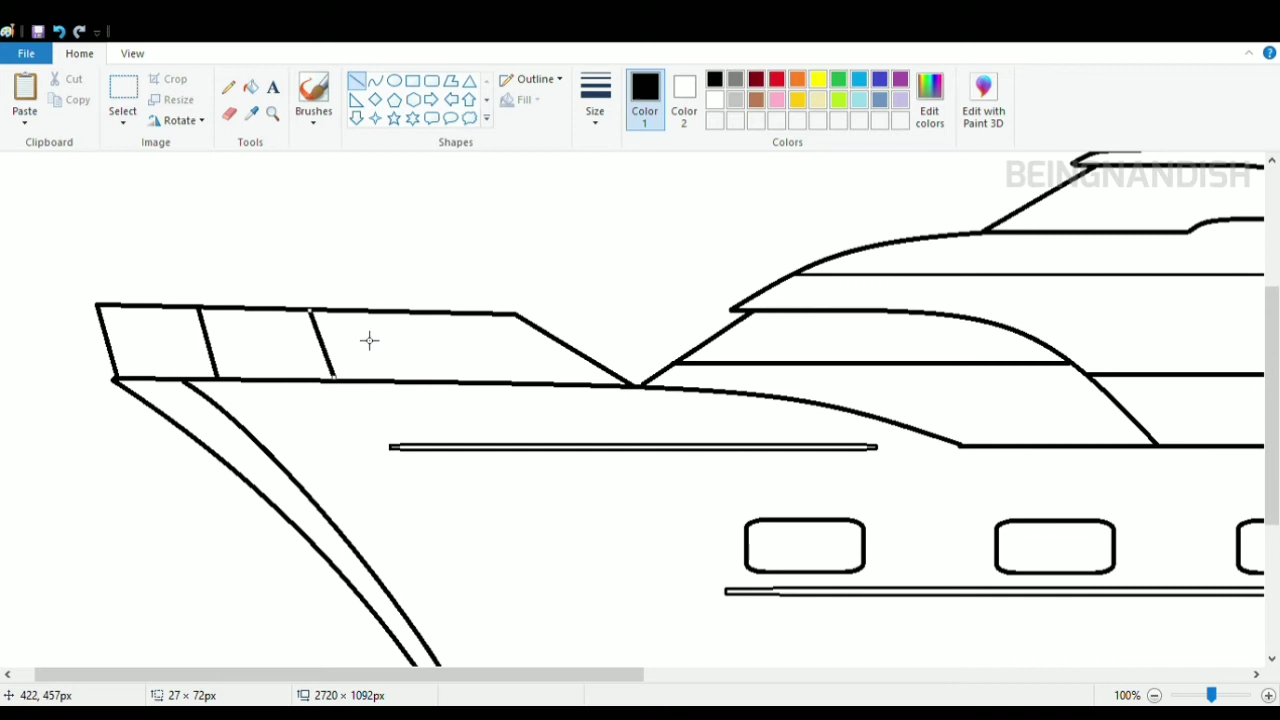 File Home View
Paste Cut Copy Clipboard
Select Crop Resize Rotate Image
Tools
Brushes
Outline Fill Shapes
Size
Color 1 Color 2 Edit colors Colors
Edit with Paint 3D
BEINGNANDISH
422, 457px 27 × 72px 2720 × 1092px 100%